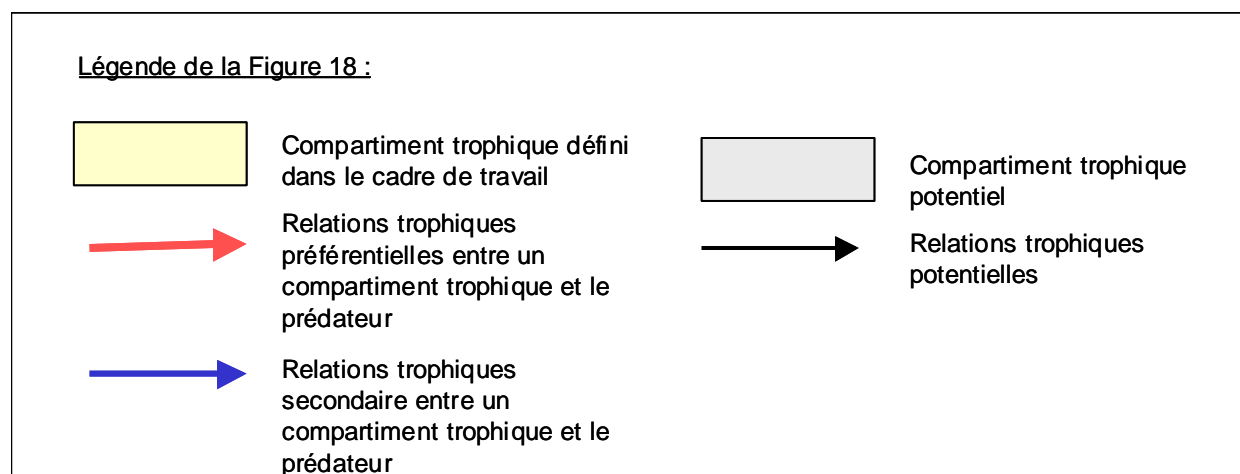 Légende de la Figure 18 :
Compartiment trophique défini
dans le cadre de travail
Relations trophiques
préférentielles entre un
compartiment trophique et le
prédateur
Relations trophiques
secondaire entre un
compartiment trophique et le
prédateur
Compartiment trophique
potentiel
Relations trophiques
potentielles